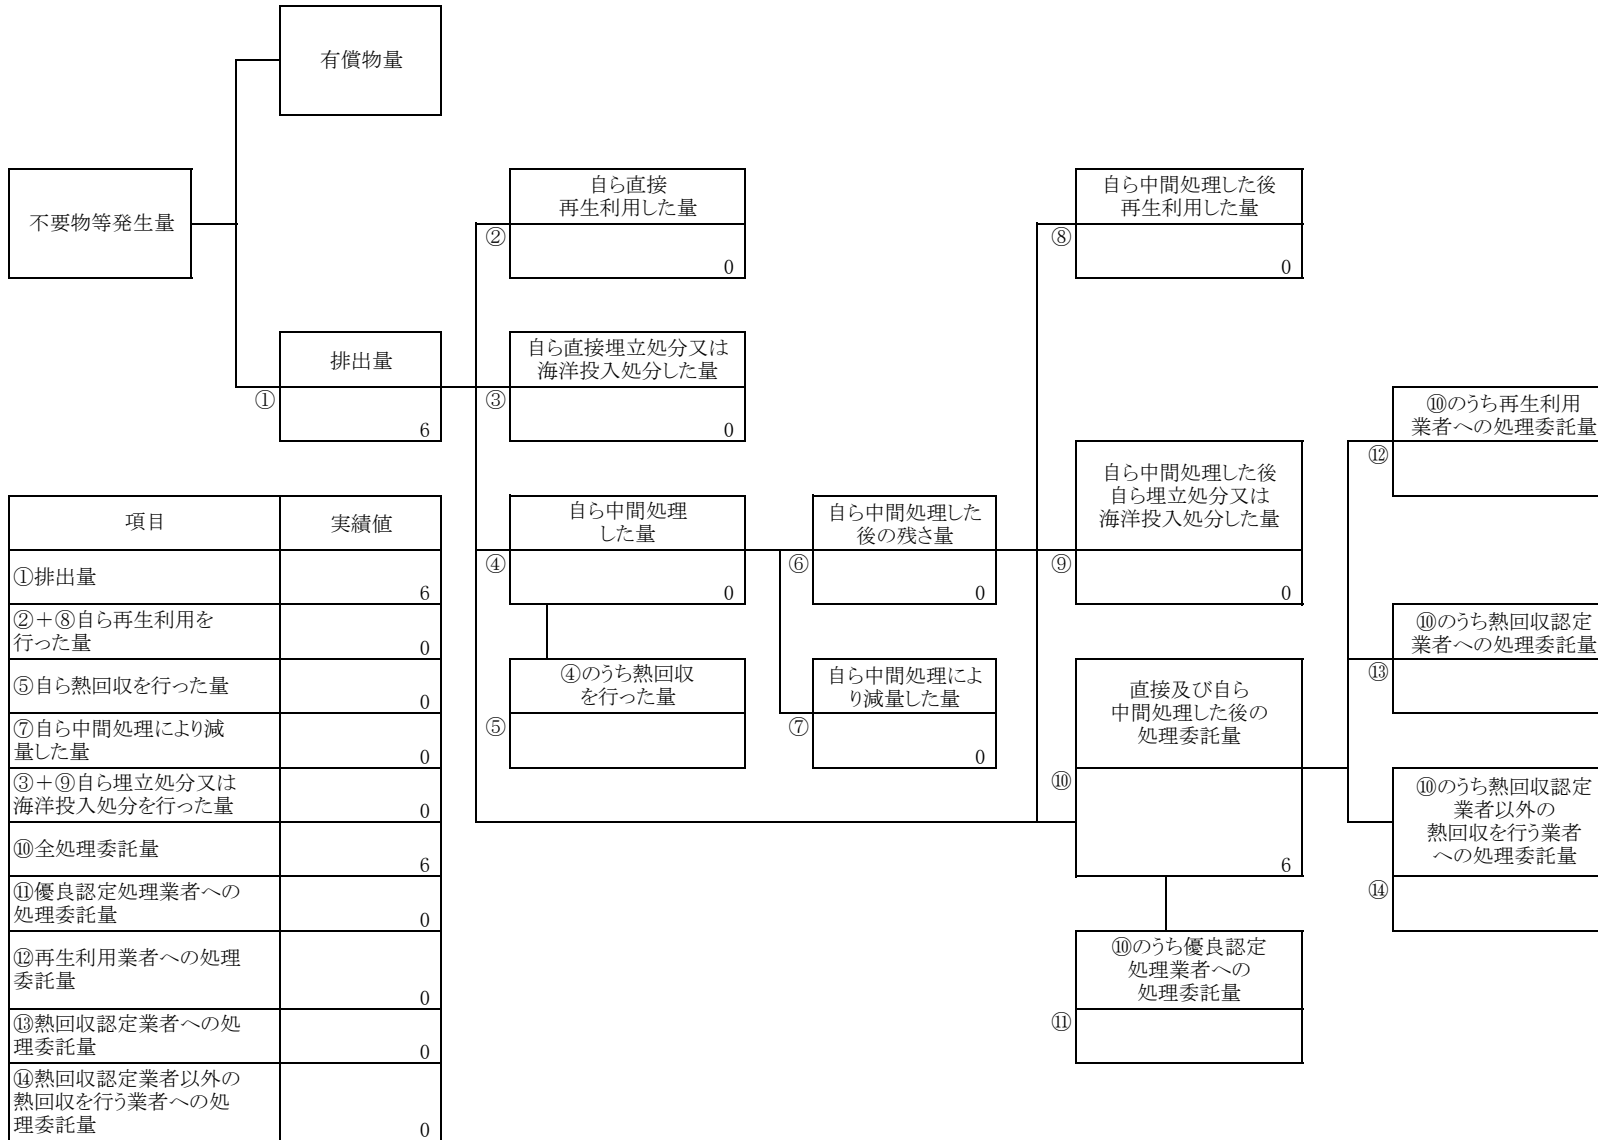 有償物量
不要物等発生量
自ら直接
再生利用した量
②
0
自ら中間処理した後
再生利用した量
⑧
0
排出量
①
6
自ら直接埋立処分又は
海洋投入処分した量
③
0
⑩のうち再生利用
業者への処理委託量
⑫
自ら中間処理
した量
④
0
自ら中間処理した
後の残さ量
⑥
0
自ら中間処理した後
自ら埋立処分又は
海洋投入処分した量
⑨
0
⑩のうち熱回収認定
業者への処理委託量
⑬
④のうち熱回収
を行った量
⑤
自ら中間処理によ
り減量した量
⑦
0
直接及び自ら
中間処理した後の
処理委託量
⑩
6
⑩のうち熱回収認定
業者以外の
熱回収を行う業者
への処理委託量
⑭
⑩のうち優良認定
処理業者への
処理委託量
⑪
項目
実績値
①排出量
6
②+⑧自ら再生利用を
行った量
0
⑤自ら熱回収を行った量
0
⑦自ら中間処理により減
量した量
0
③+⑨自ら埋立処分又は
海洋投入処分を行った量
0
⑩全処理委託量
6
⑪優良認定処理業者への
処理委託量
0
⑫再生利用業者への処理
委託量
0
⑬熱回収認定業者への処
理委託量
0
⑭熱回収認定業者以外の
熱回収を行う業者への処
理委託量
0